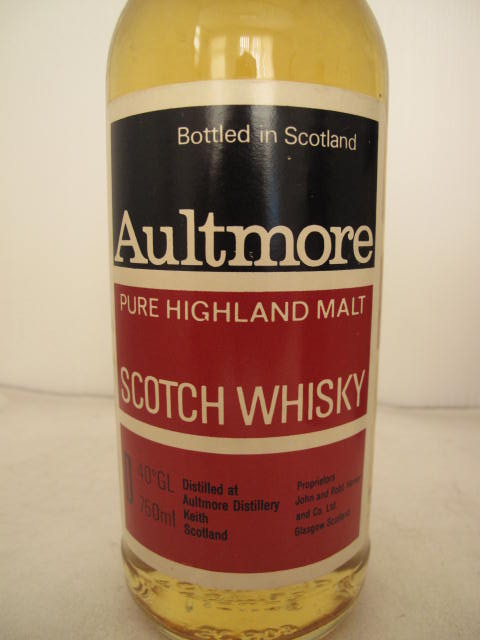 Bottled in Scotland
Aultmore
PURE HIGHLAND MALT
SCOTCH WHISKY
40°GL
750ml
Distilled at
Aultmore Distillery
Keith
Scotland
Proprietors
John and Robt
and Co. Ltd.
Glasgow Scotland